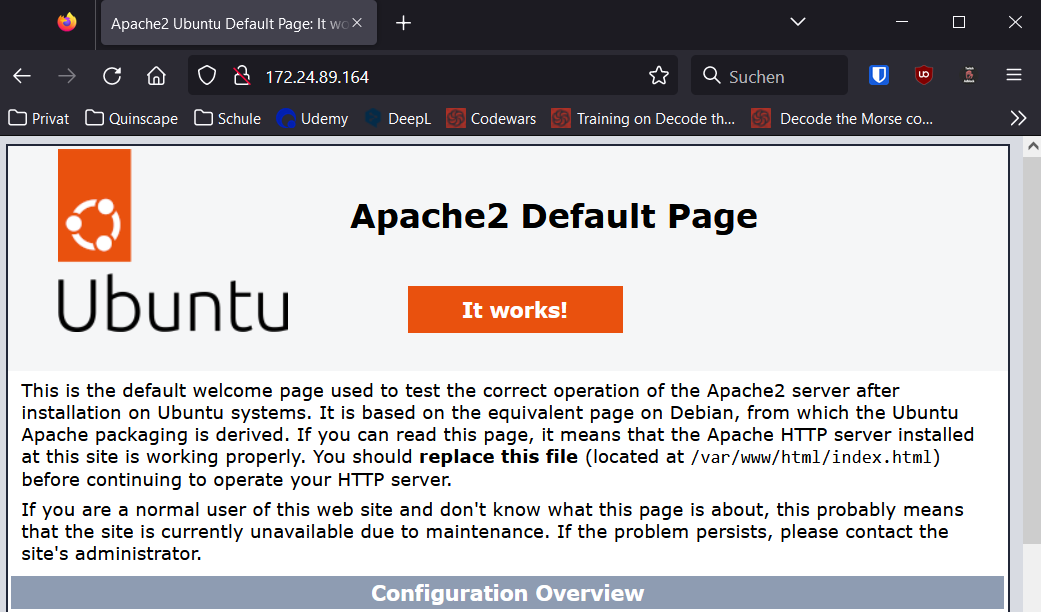 Apache2 Ubuntu Default Page: It wo
172.24.89.164
Suchen
Privat Quinscape Schule Udemy DeepL Codewars Training on Decode th... Decode the Morse co...
Apache2 Default Page
Ubuntu
It works!
This is the default welcome page used to test the correct operation of the Apache2 server after
installation on Ubuntu systems. It is based on the equivalent page on Debian, from which the Ubuntu
Apache packaging is derived. If you can read this page, it means that the Apache HTTP server installed
at this site is working properly. You should replace this file (located at /var/www/html/index.html)
before continuing to operate your HTTP server.
If you are a normal user of this web site and don't know what this page is about, this probably means
that the site is currently unavailable due to maintenance. If the problem persists, please contact the
site's administrator.
Configuration Overview